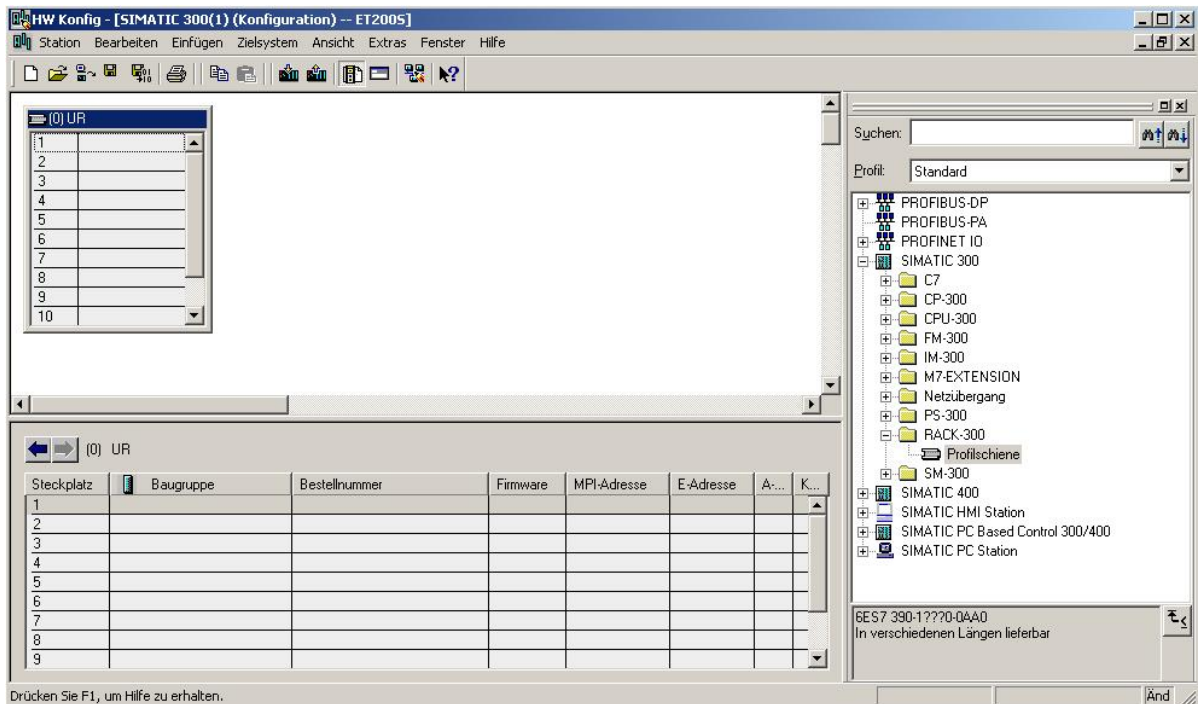 HW Konfig - [SIMATIC 300(1) (Konfiguration) -- ET200S]
Station Bearbeiten Einfügen Zielsystem Ansicht Extras Fenster Hilfe
(0) UR
1
2
3
4
5
6
7
8
9
10
(0) UR
Steckplatz Baugruppe Bestellnummer Firmware MPI-Adresse E-Adresse A-... K...
1
2
3
4
5
6
7
8
9
Suchen:
Profil: Standard
PROFIBUS-DP
PROFIBUS-PA
PROFINET IO
SIMATIC 300
C7
CP-300
CPU-300
FM-300
IM-300
M7-EXTENSION
Netzübergang
PS-300
RACK-300
Profilschiene
SM-300
SIMATIC 400
SIMATIC HMI Station
SIMATIC PC Based Control 300/400
SIMATIC PC Station
6ES7 390-1???0-0AA0
In verschiedenen Längen lieferbar
Drücken Sie F1, um Hilfe zu erhalten.
Änd